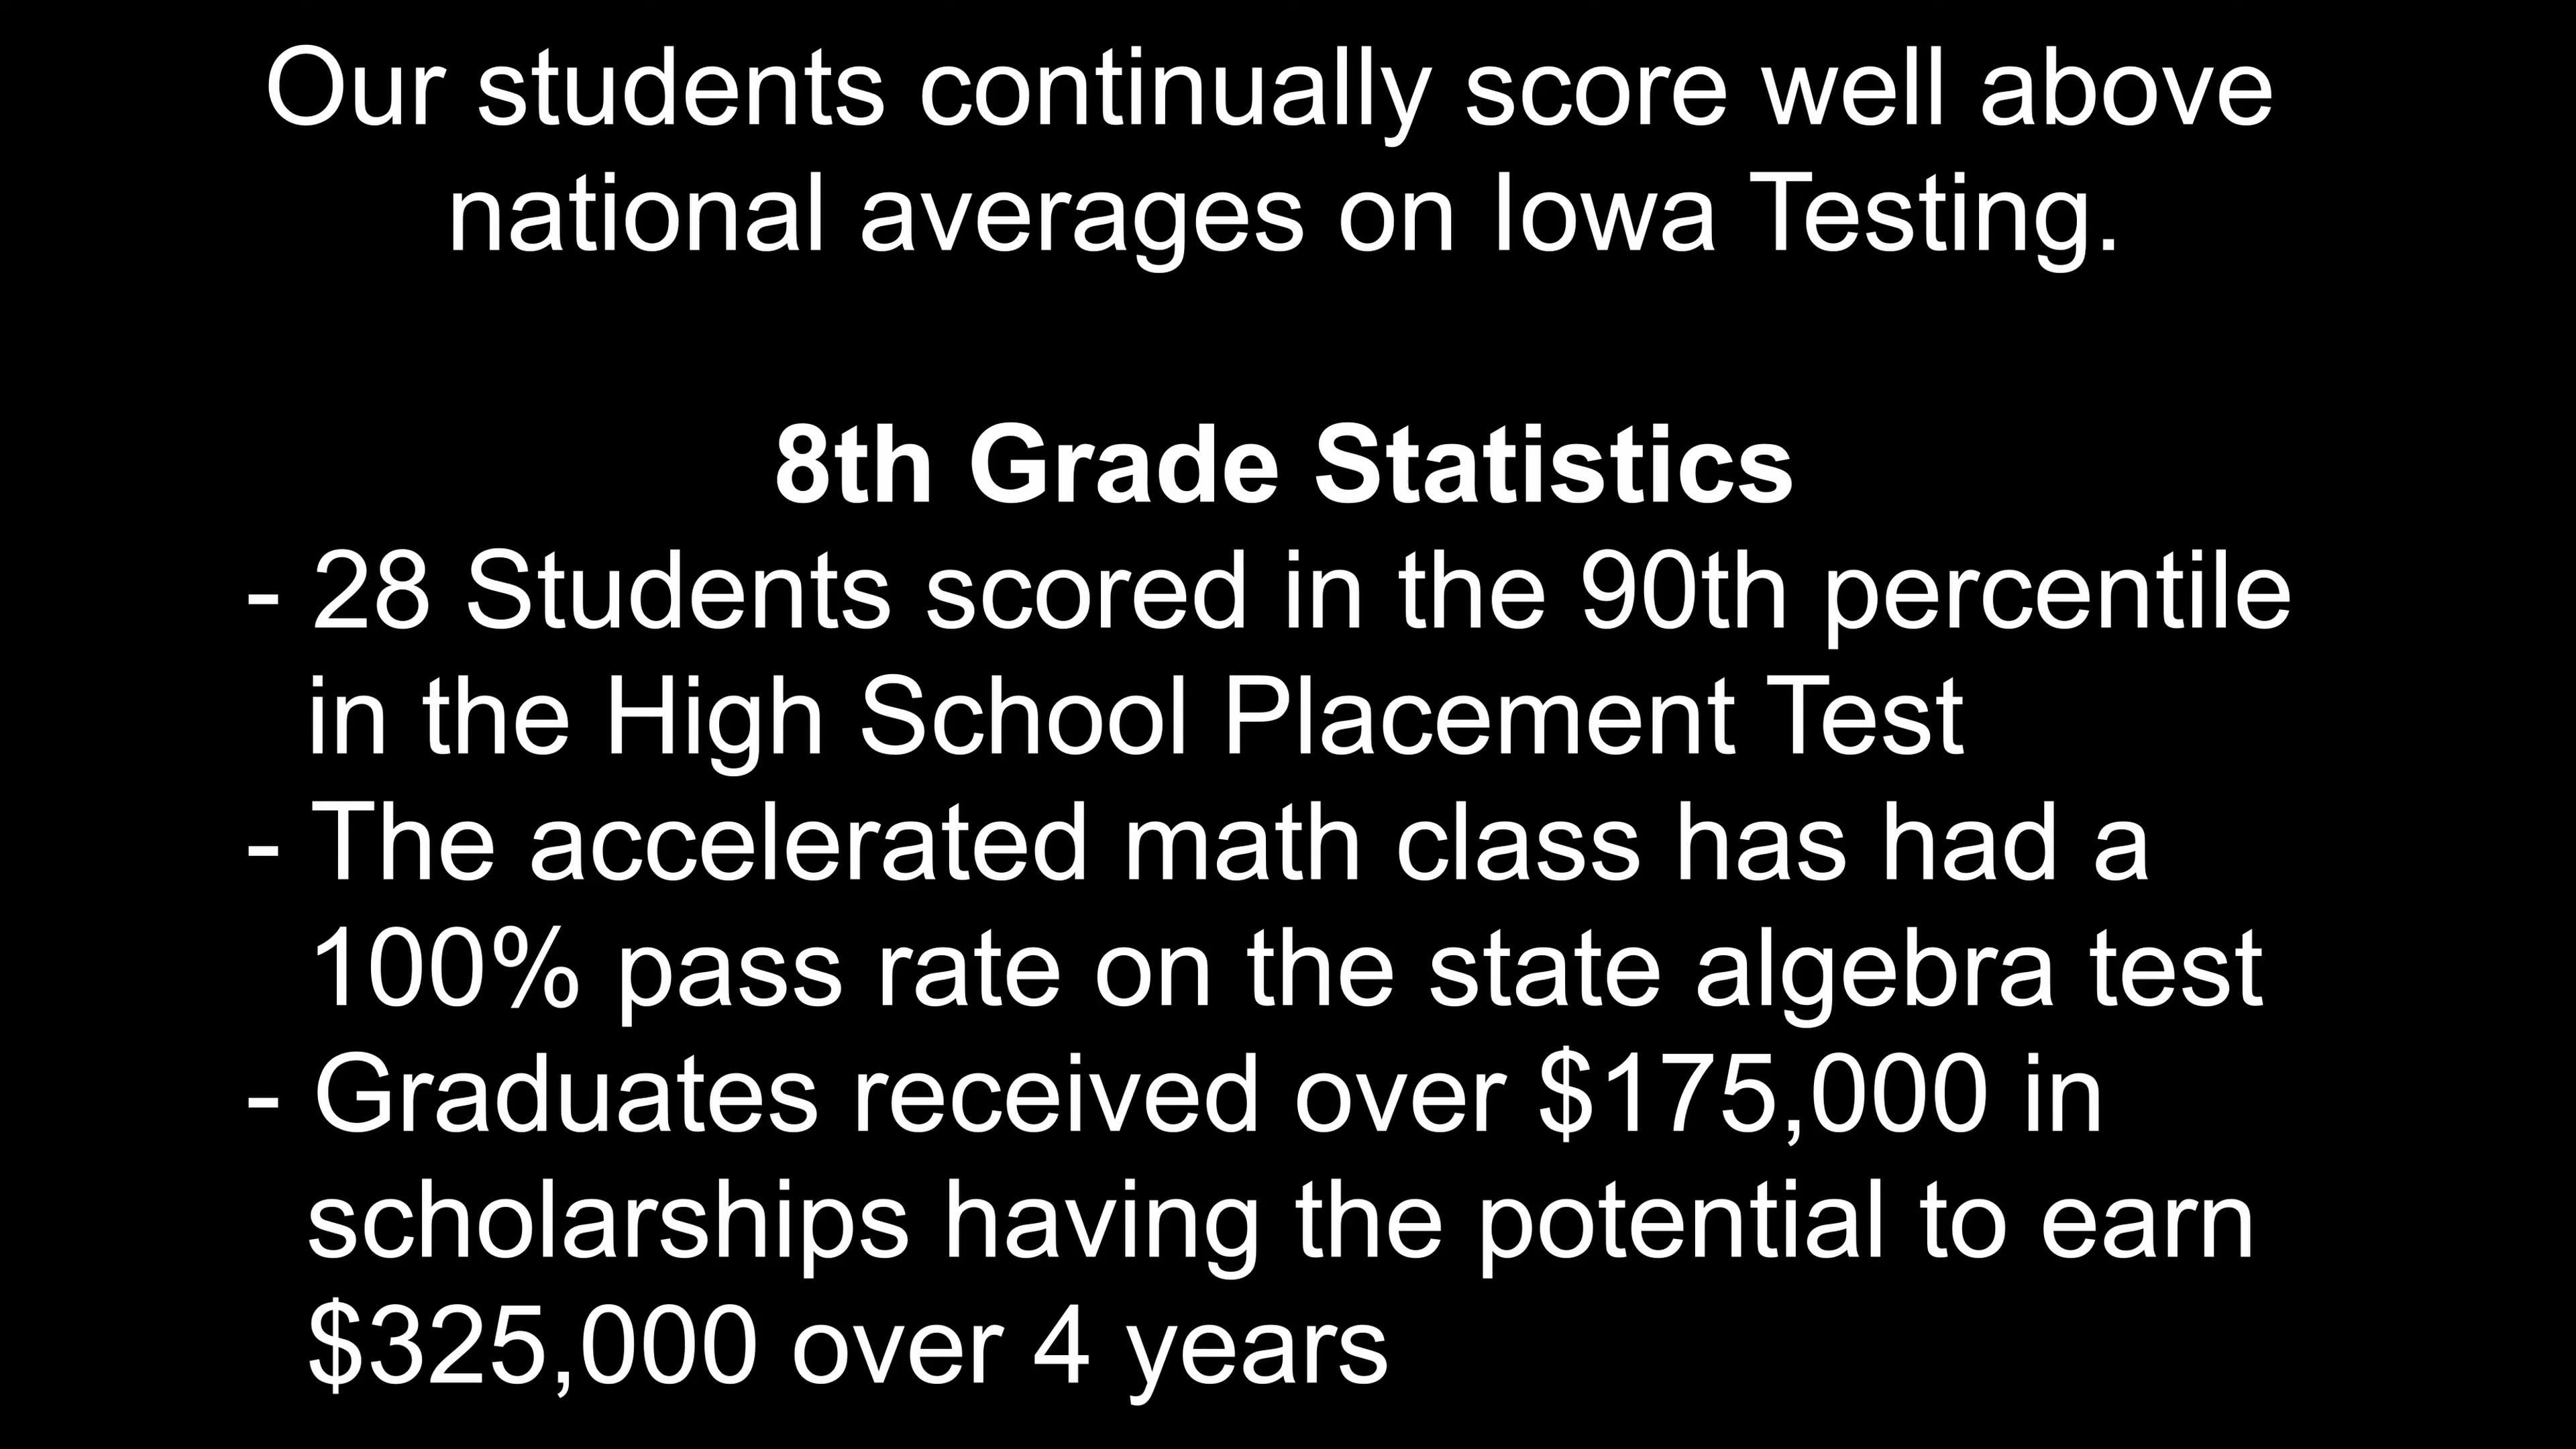 Our students continually score well above
national averages on Iowa Testing.
8th Grade Statistics
- 28 Students scored in the 90th percentile
in the High School Placement Test
- The accelerated math class has had a
100% pass rate on the state algebra test
- Graduates received over $175,000 in
scholarships having the potential to earn
$325,000 over 4 years